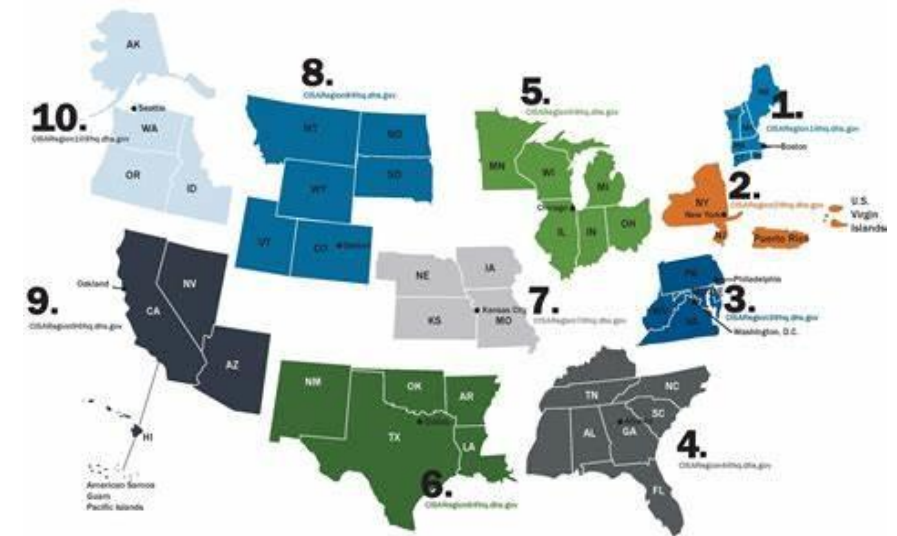 AK
10.
Seattle
CISARegion10@hq.dhs.gov
WA
OR
ID
8.
CISARegion8@hq.dhs.gov
MT
ND
SD
WY
UT
CO
Denver
5.
CISARegion5@hq.dhs.gov
MN
WI
MI
Chicago
IL
IN
OH
1.
CISARegion1@hq.dhs.gov
Boston
2.
CISARegion2@hq.dhs.gov
NY
New York
NJ
Puerto Rico
U.S.
Virgin
Islands
PA
Philadelphia
3.
CISARegion3@hq.dhs.gov
Washington, D.C.
9.
Oakland
CISARegion9@hq.dhs.gov
NV
CA
AZ
HI
American Samoa
Guam
Pacific Islands
NE
IA
KS
Kansas City
MO
7.
CISARegion7@hq.dhs.gov
NM
OK
AR
TX
LA
6.
CISARegion6@hq.dhs.gov
TN
NC
SC
AL
GA
FL
4.
CISARegion4@hq.dhs.gov